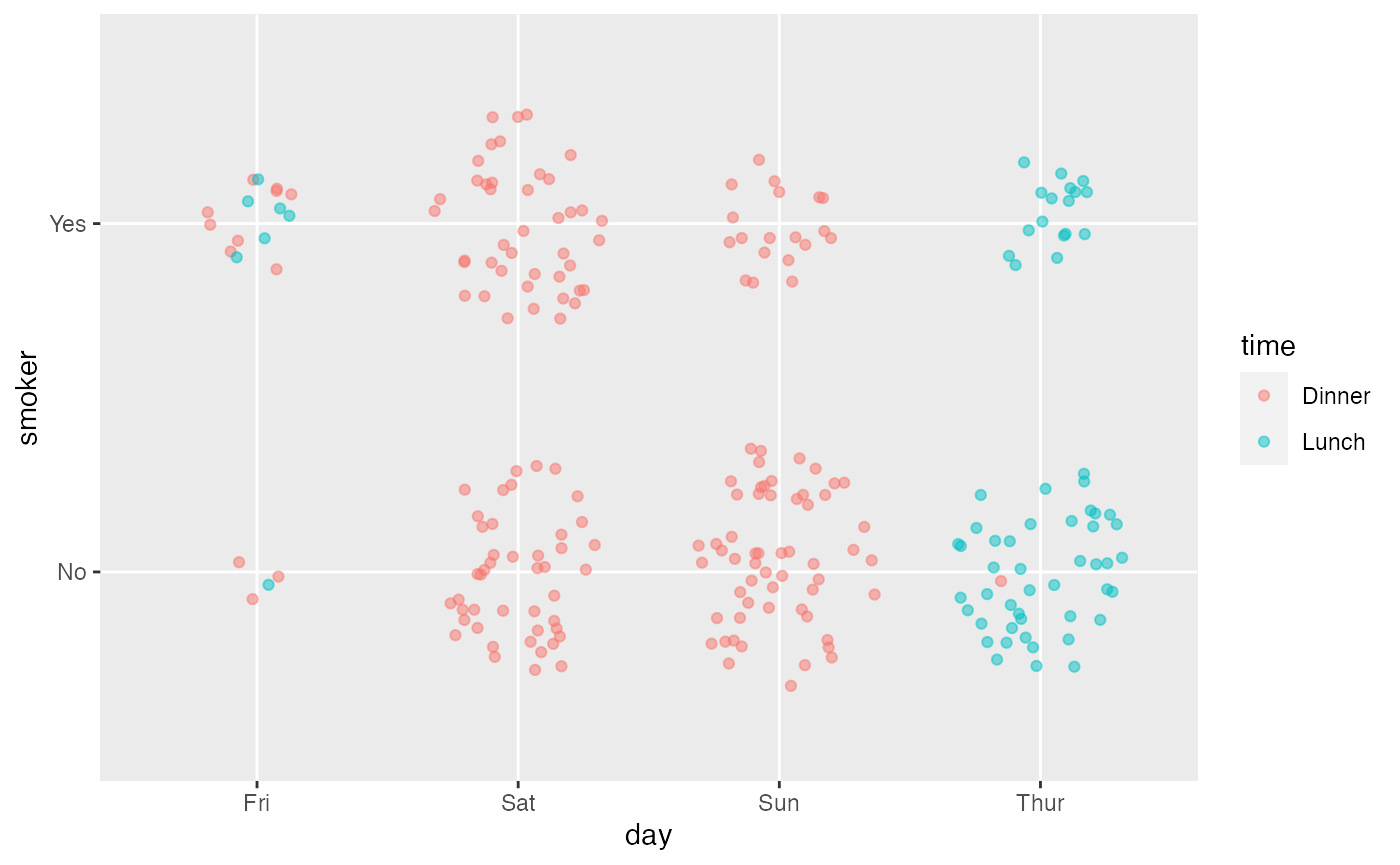 Yes
No
smoker
Fri
Sat
Sun
Thur
day
time
Dinner
Lunch